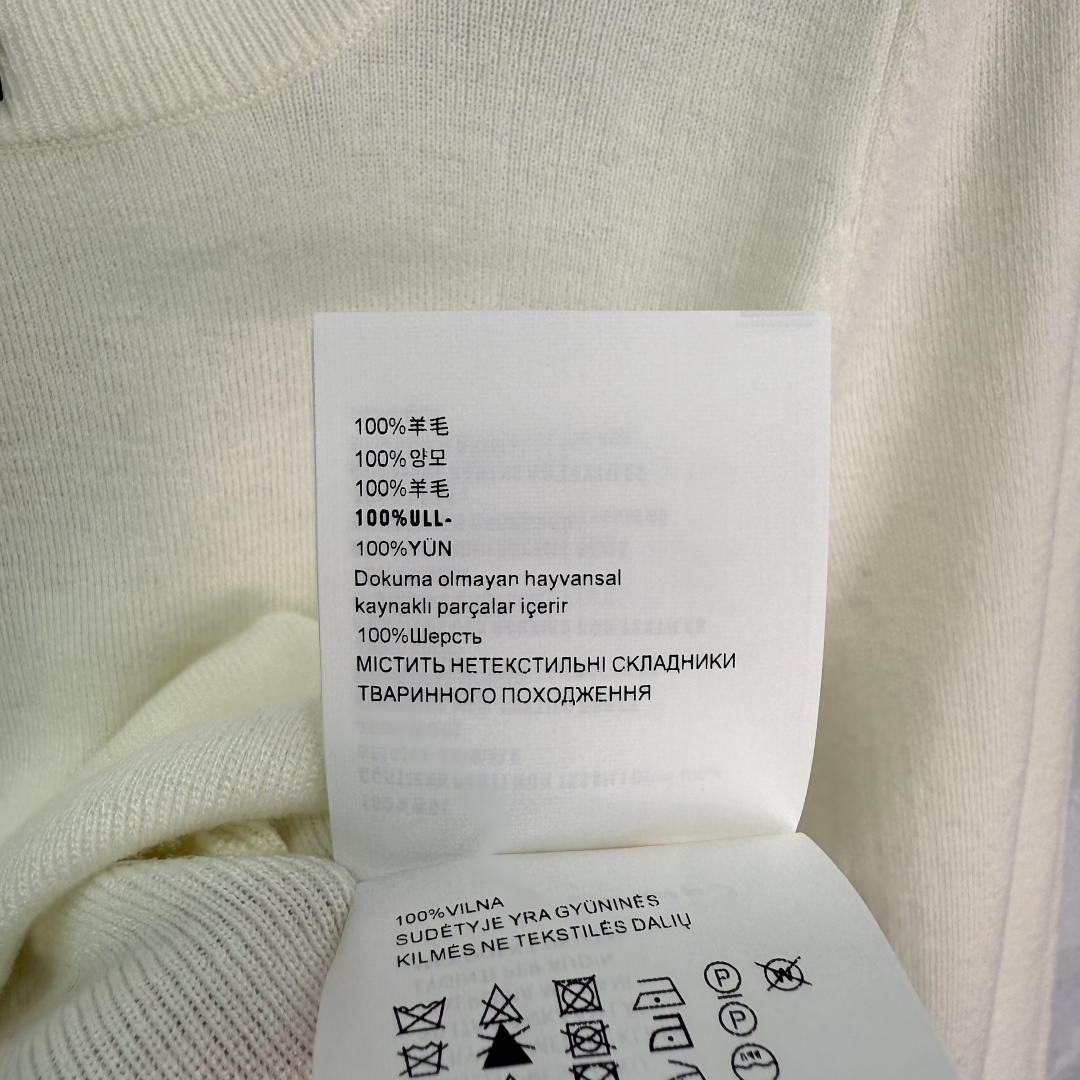 100%羊毛
100%양모
100%羊毛
100%ULL-
100%YÜN
Dokuma olmayan hayvansal
kaynaklı parçalar içerir
100%Шерсть
МІСТИТЬ НЕТЕКСТИЛЬНІ СКЛАДНИКИ
ТВАРИННОГО ПОХОДЖЕННЯ
100%VILNA
SUDĖTYJE YRA GYŪNINĖS
KILMĖS NE TEKSTILĖS DALIŲ
P W
P